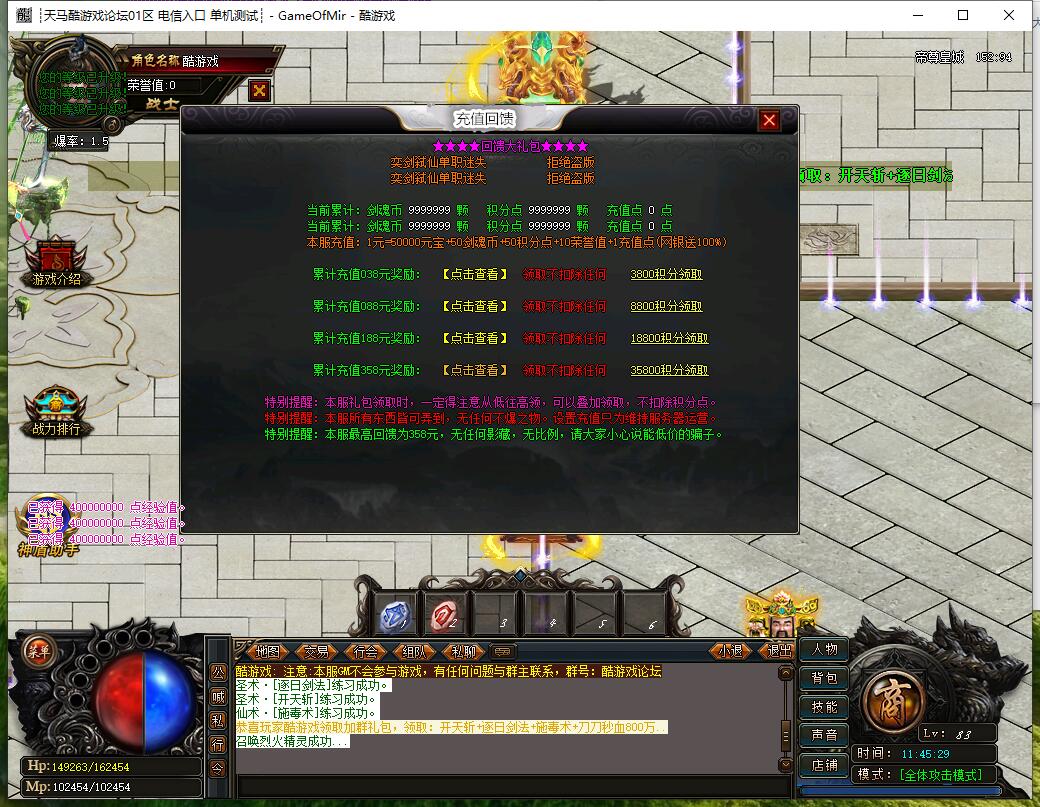 天马酷游戏论坛01区 电信入口 单机测试 - GameOfMir - 酷游戏
角色名称 酷游戏
荣誉值:0
战士
您的等级已升级!
您的等级已升级!
您的等级已升级!
爆率: 1.5
帝尊皇城 152:94
领取: 开天斩+逐日剑法
游戏介绍
战力排行
神盾助手
已获得 400000000 点经验值。
已获得 400000000 点经验值。
已获得 400000000 点经验值。
充值回馈
★★★★回馈大礼包★★★★
奕剑弑仙单职迷失 拒绝盗版
奕剑弑仙单职迷失 拒绝盗版
当前累计: 剑魂币 9999999 颗 积分点 9999999 颗 充值点 0 点
当前累计: 剑魂币 9999999 颗 积分点 9999999 颗 充值点 0 点
本服充值: 1元=50000元宝+50剑魂币+50积分点+10荣誉值+1充值点(网银送100%)
累计充值038元奖励: 【点击查看】 领取不扣除任何 3800积分领取
累计充值088元奖励: 【点击查看】 领取不扣除任何 8800积分领取
累计充值188元奖励: 【点击查看】 领取不扣除任何 18800积分领取
累计充值358元奖励: 【点击查看】 领取不扣除任何 35800积分领取
特别提醒: 本服礼包领取时, 一定得注意从低往高领, 可以叠加领取, 不扣除积分点。
特别提醒: 本服所有东西皆可弄到, 无任何不爆之物。设置充值只为维持服务器运营。
特别提醒: 本服最高回馈为358元, 无任何影藏, 无比例, 请大家小心说能低价的骗子。
1 2 3 4 5 6
菜单
地图 交易 行会 组队 私聊 小退 退出
公
喊
私
行
令
酷游戏: 注意:本服GM不会参与游戏, 有任何问题与群主联系, 群号: 酷游戏论坛
圣术·[逐日剑法]练习成功。
圣术·[开天斩]练习成功。
仙术·[施毒术]练习成功。
恭喜玩家酷游戏领取加群礼包, 领取: 开天斩+逐日剑法+施毒术+刀刀秒血800万..
召唤烈火精灵成功...
Hp:149263/162454
Mp:102454/102454
人物
背包
技能
声音
店铺
商
Lv: 83
时间: 11:45:29
模式: [全体攻击模式]